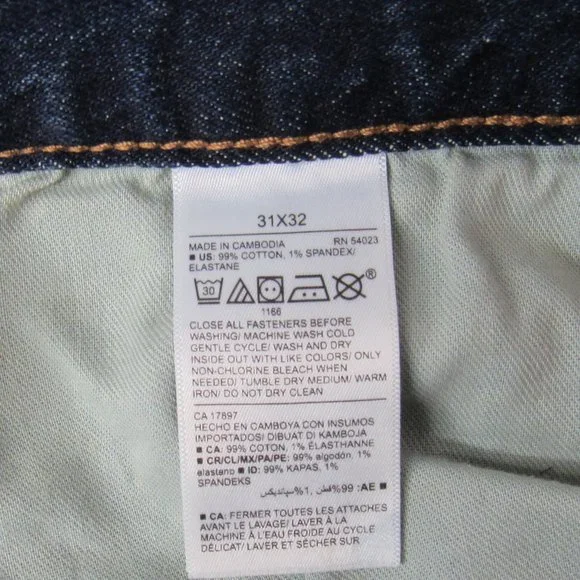 31X32
MADE IN CAMBODIA RN 54023
■ US: 99% COTTON, 1% SPANDEX/
ELASTANE
30
®
1166
CLOSE ALL FASTENERS BEFORE
WASHING/ MACHINE WASH COLD
GENTLE CYCLE/ WASH AND DRY
INSIDE OUT WITH LIKE COLORS/ ONLY
NON-CHLORINE BLEACH WHEN
NEEDED/ TUMBLE DRY MEDIUM/ WARM
IRON/ DO NOT DRY CLEAN
CA 17897
HECHO EN CAMBOYA CON INSUMOS
IMPORTADOS/ DIBUAT DI KAMBOJA
■ CA: 99% COTON, 1% ÉLASTHANNE
■ CR/CL/MX/PA/PE: 99% algodón, 1%
elastano ■ ID: 99% KAPAS, 1%
SPANDEKS
■ AE: 99% قطن, 1% سپانديكس
■ CA: FERMER TOUTES LES ATTACHES
AVANT LE LAVAGE/ LAVER À LA
MACHINE À L'EAU FROIDE AU CYCLE
DÉLICAT/ LAVER ET SÉCHER SUR